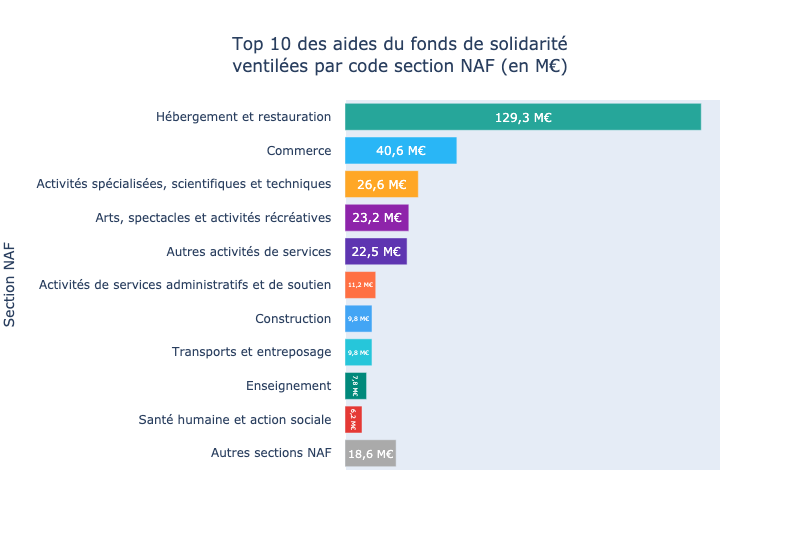 Top 10 des aides du fonds de solidarité
ventilées par code section NAF (en M€)
Section NAF
Hébergement et restauration
129,3 M€
Commerce
40,6 M€
Activités spécialisées, scientifiques et techniques
26,6 M€
Arts, spectacles et activités récréatives
23,2 M€
Autres activités de services
22,5 M€
Activités de services administratifs et de soutien
11,2 M€
Construction
9,8 M€
Transports et entreposage
9,8 M€
Enseignement
7,8 M€
Santé humaine et action sociale
6,2 M€
Autres sections NAF
18,6 M€